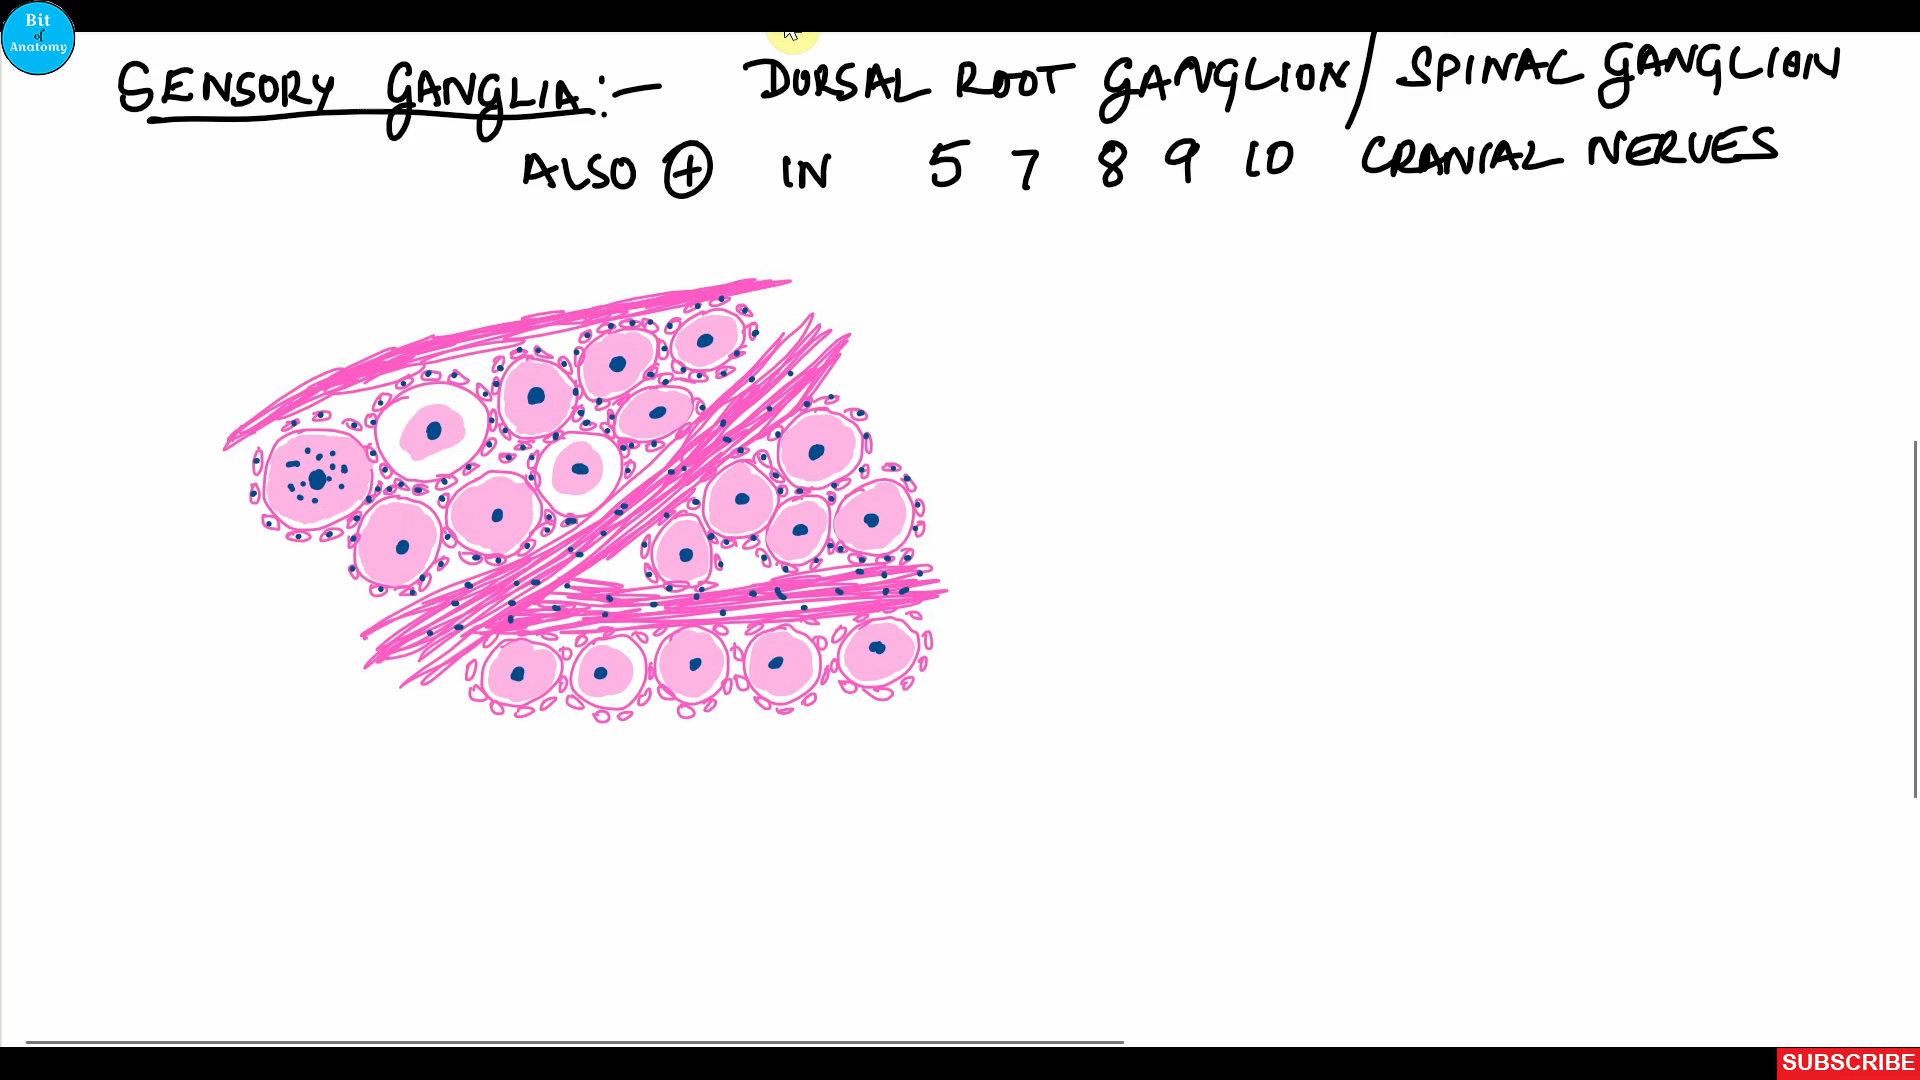 Bit
of
Anatomy
SENSORY GANGLIA:- DORSAL ROOT GANGLION/ SPINAL GANGLION
ALSO ⊕ IN 5 7 8 9 10 CRANIAL NERVES
SUBSCRIBE